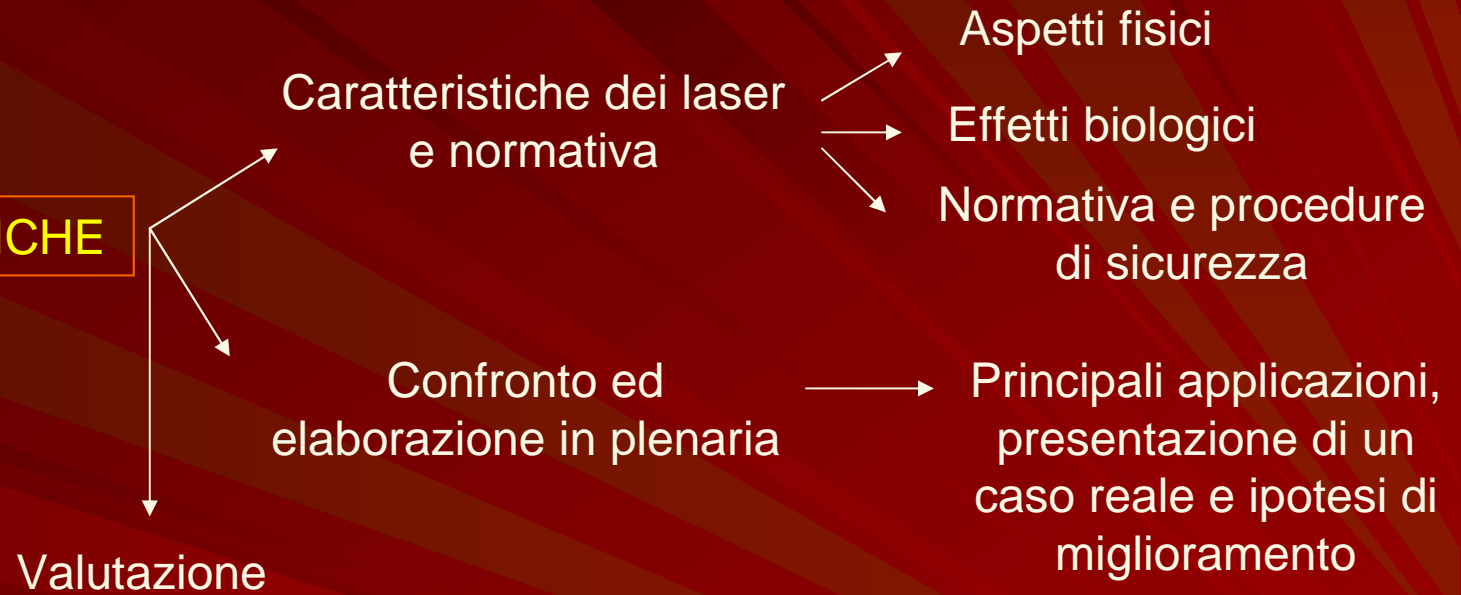 Aspetti fisici
Caratteristiche dei laser
e normativa
Effetti biologici
Normativa e procedure
di sicurezza
Confronto ed
elaborazione in plenaria
Principali applicazioni,
presentazione di un
caso reale e ipotesi di
miglioramento
Valutazione